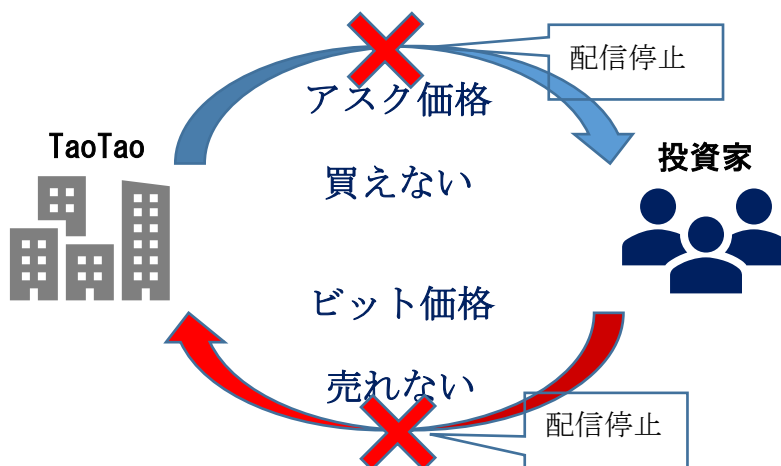 配信停止
アスク価格
TaoTao
投資家
買えない
ビット価格
売れない
配信停止